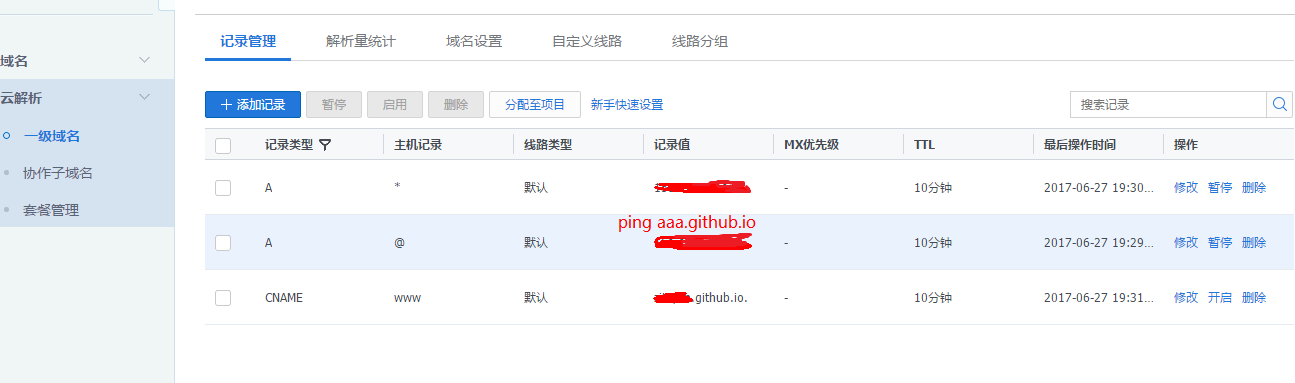 记录管理 解析量统计 域名设置 自定义线路 线路分组
域名
云解析
一级域名
协作子域名
套餐管理
添加记录 暂停 启用 删除 分配至项目 新手快速设置 搜索记录
记录类型 主机记录 线路类型 记录值 MX优先级 TTL 最后操作时间 操作
A * 默认 - 10分钟 2017-06-27 19:30... 修改 暂停 删除
ping aaa.github.io
A @ 默认 - 10分钟 2017-06-27 19:29... 修改 暂停 删除
CNAME www 默认 .github.io. - 10分钟 2017-06-27 19:31... 修改 开启 删除